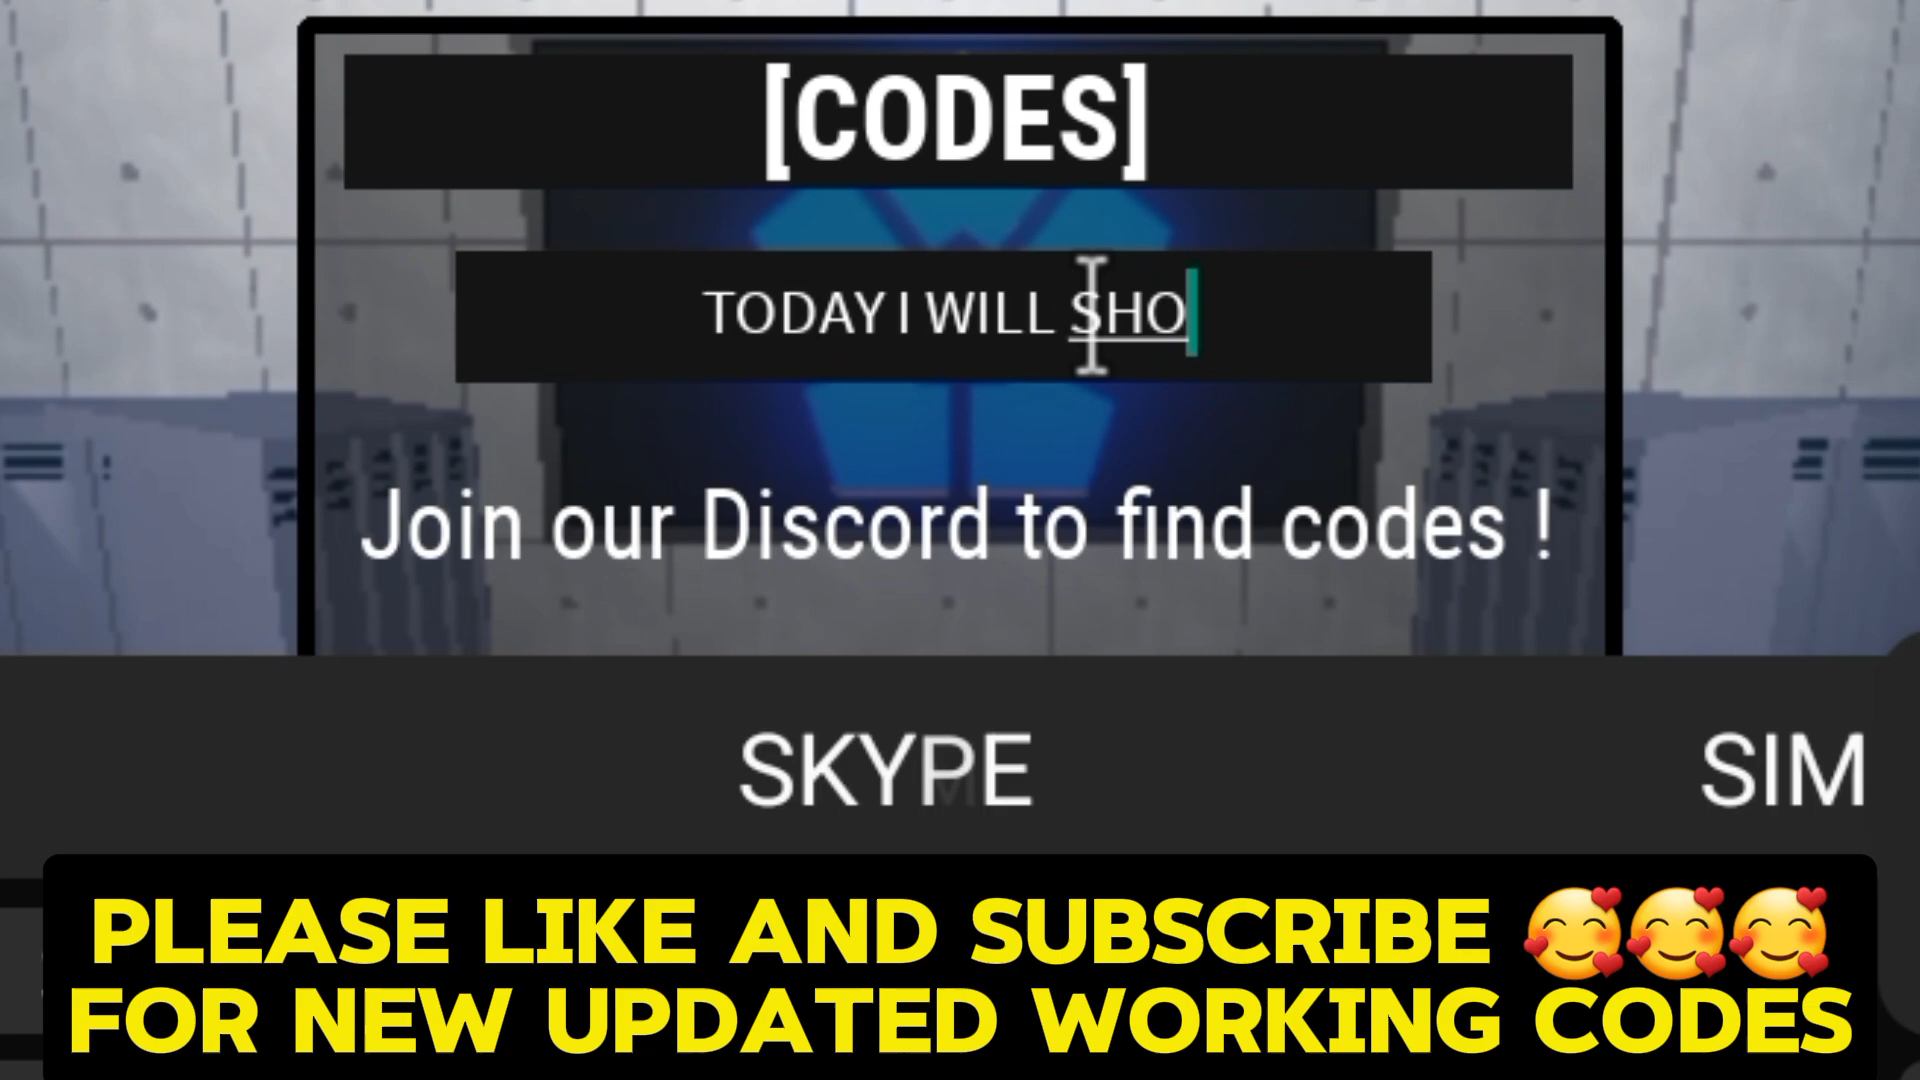 [CODES]
TODAY I WILL SHO
Join our Discord to find codes !
SKYPE SIM
PLEASE LIKE AND SUBSCRIBE 🥰🥰🥰
FOR NEW UPDATED WORKING CODES